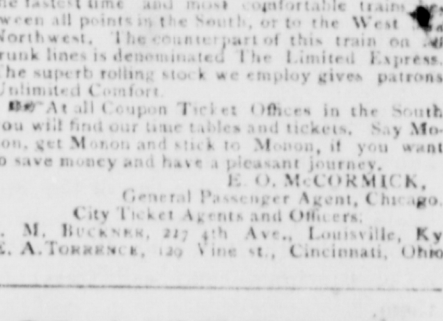 he fastest time and most comfortable trains
ween all points in the South, or to the West
Northwest. The counterpart of this train on
runk lines is denominated The Limited Express.
The superb rolling stock we employ gives patrons
Unlimited Comfort.
At all Coupon Ticket Offices in the South
ou will find our time tables and tickets. Say Mo-
on, get Monon and stick to Monon, if you want
o save money and have a pleasant journey.
E. O. McCORMICK,
General Passenger Agent, Chicago.
City Ticket Agents and Officers:
. M. BUCKNER, 227 4th Ave., Louisville, Ky
E. A. TORRENCE, 129 Vine st., Cincinnati, Ohio